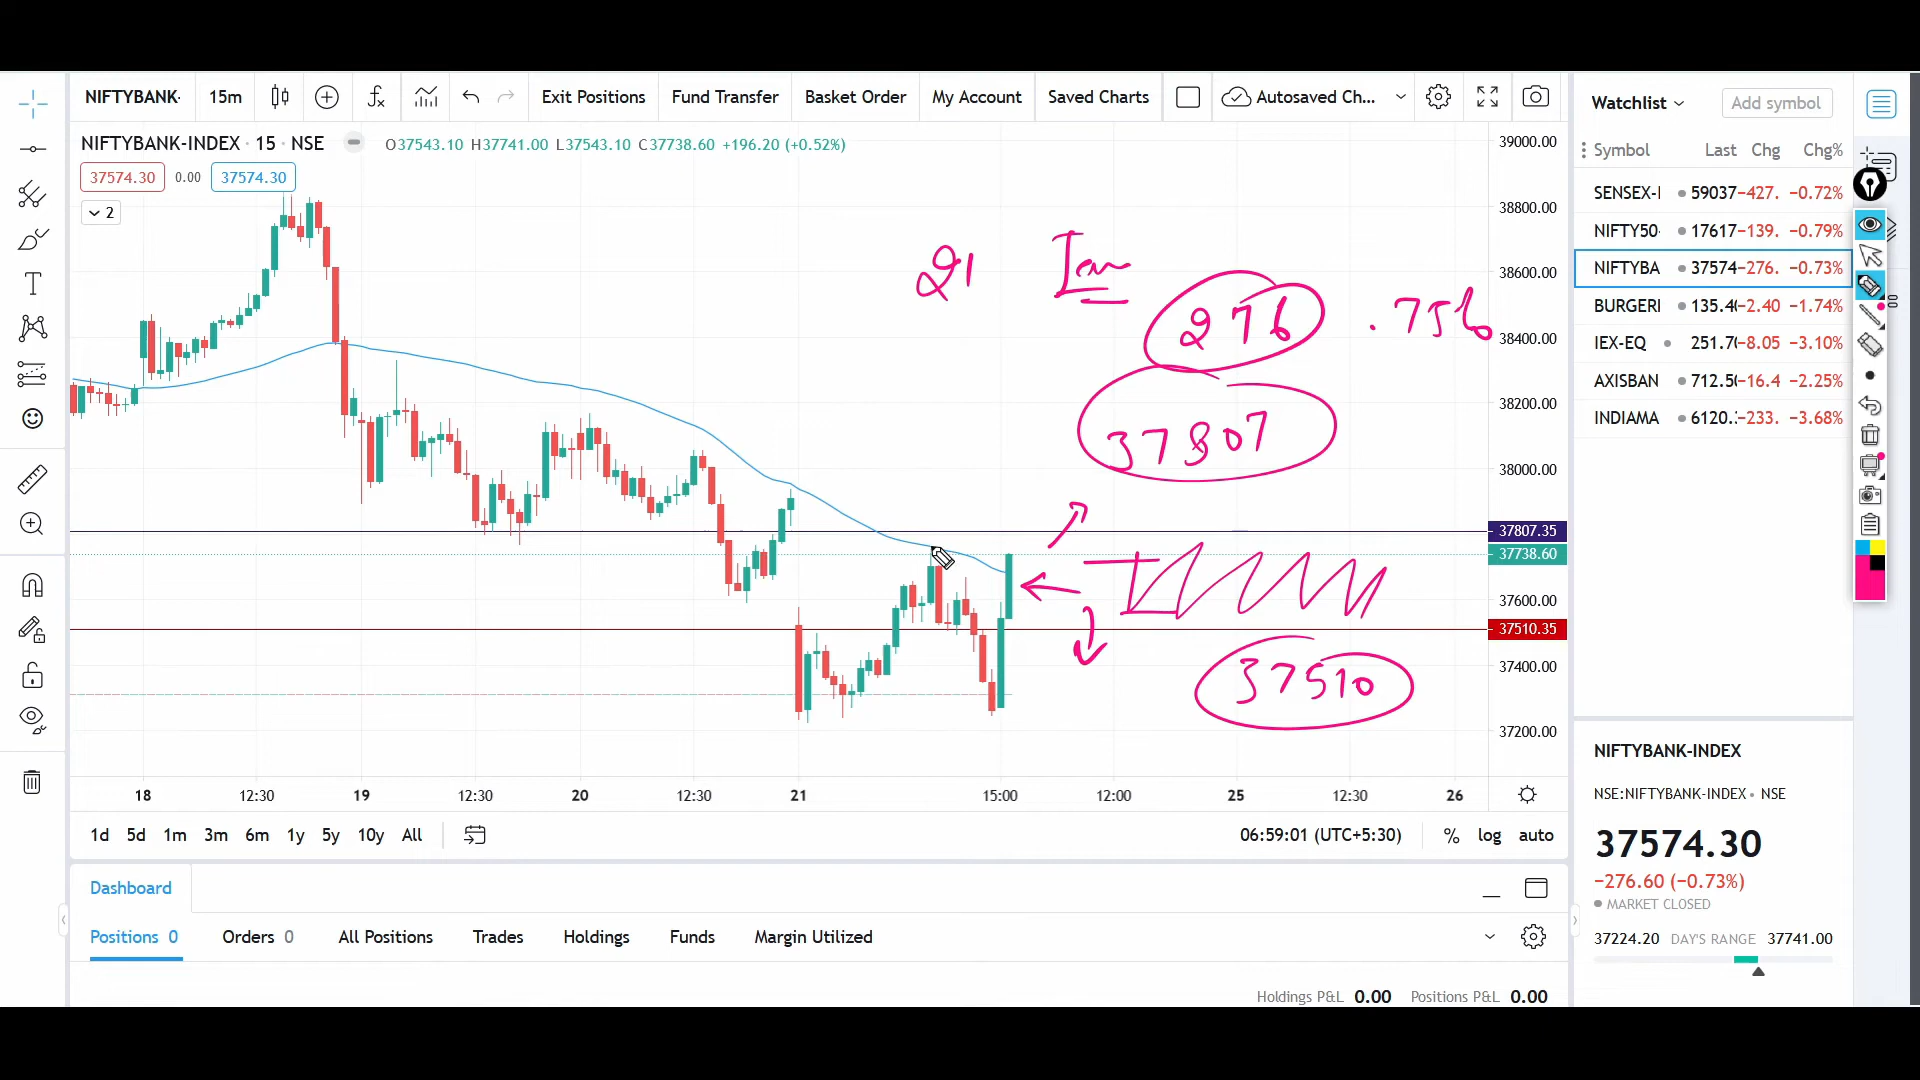 NIFTYBANK· 15m Exit Positions Fund Transfer Basket Order My Account Saved Charts Autosaved Ch...
NIFTYBANK-INDEX · 15 · NSE O37543.10 H37741.00 L37543.10 C37738.60 +196.20 (+0.52%)
37574.30 0.00 37574.30
2
39000.00
38800.00
38600.00
38400.00
38200.00
38000.00
37807.35
37738.60
37600.00
37510.35
37400.00
37200.00
21 Jan
276 .75%
37807
37510
18 12:30 19 12:30 20 12:30 21 15:00 12:00 25 12:30 26
1d 5d 1m 3m 6m 1y 5y 10y All 06:59:01 (UTC+5:30) % log auto
Dashboard
Positions 0 Orders 0 All Positions Trades Holdings Funds Margin Utilized
Holdings P&L 0.00 Positions P&L 0.00
Watchlist Add symbol
Symbol Last Chg Chg%
SENSEX-I 59037 −427. −0.72%
NIFTY50- 17617 −139. −0.79%
NIFTYBA 37574 −276. −0.73%
BURGERI 135.4 −2.40 −1.74%
IEX-EQ 251.7 −8.05 −3.10%
AXISBAN 712.5 −16.4 −2.25%
INDIAMA 6120. −233. −3.68%
NIFTYBANK-INDEX
NSE:NIFTYBANK-INDEX • NSE
37574.30
−276.60 (−0.73%)
MARKET CLOSED
37224.20 DAY'S RANGE 37741.00